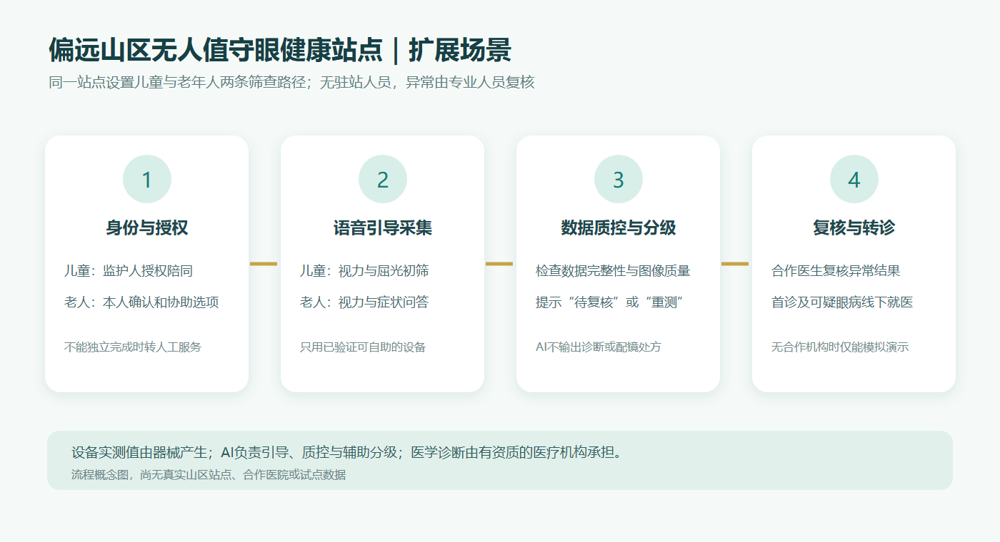 偏远山区无人值守眼健康站点｜扩展场景
同一站点设置儿童与老年人两条筛查路径；无驻站人员，异常由专业人员复核
1
身份与授权
儿童：监护人授权陪同
老人：本人确认和协助选项
不能独立完成时转人工服务
2
语音引导采集
儿童：视力与屈光初筛
老人：视力与症状问答
只用已验证可自助的设备
3
数据质控与分级
检查数据完整性与图像质量
提示“待复核”或“重测”
AI不输出诊断或配镜处方
4
复核与转诊
合作医生复核异常结果
首诊及可疑眼病线下就医
无合作机构时仅能模拟演示
设备实测值由器械产生；AI负责引导、质控与辅助分级；医学诊断由有资质的医疗机构承担。
流程概念图，尚无真实山区站点、合作医院或试点数据